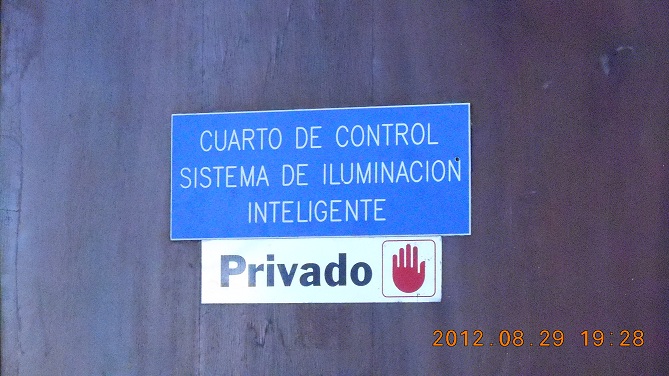 CUARTO DE CONTROL
SISTEMA DE ILUMINACION
INTELIGENTE
Privado
2012.08.29 19:28